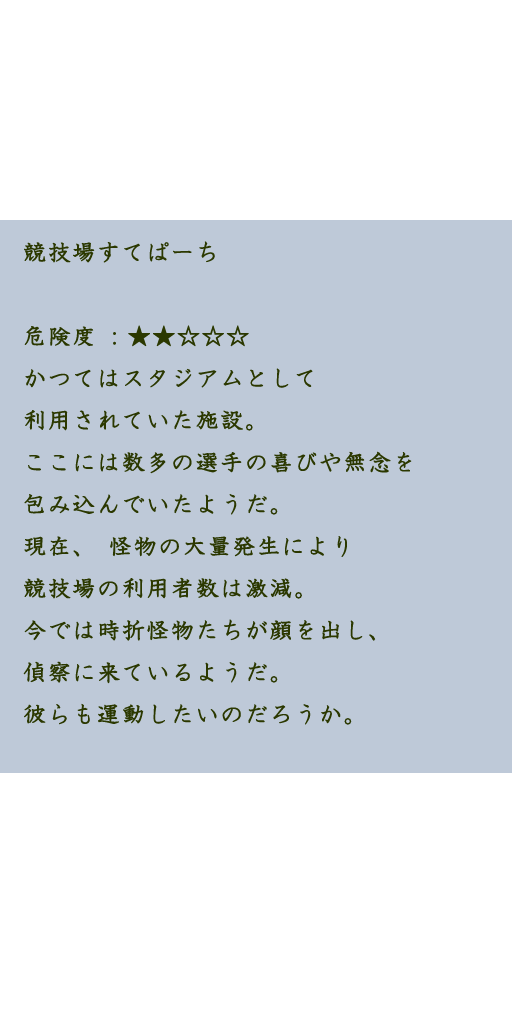 競技場すてぱーち
危険度 : ★★☆☆☆
かつてはスタジアムとして
利用されていた施設。
ここには数多の選手の喜びや無念を
包み込んでいたようだ。
現在、 怪物の大量発生により
競技場の利用者数は激減。
今では時折怪物たちが顔を出し、
偵察に来ているようだ。
彼らも運動したいのだろうか。